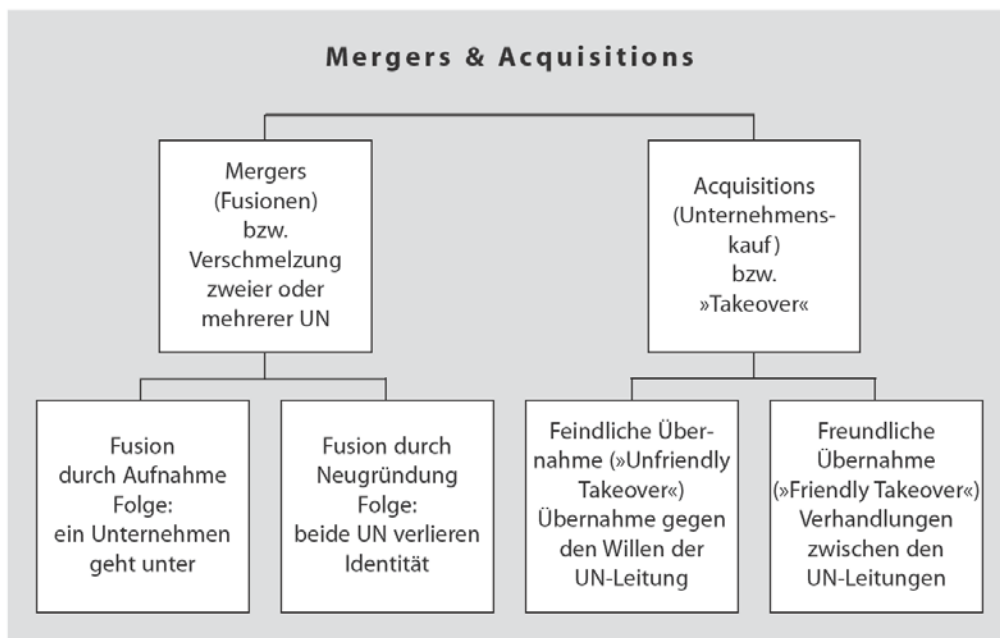 Mergers & Acquisitions
Mergers
(Fusionen)
bzw.
Verschmelzung
zweier oder
mehrerer UN
Acquisitions
(Unternehmens-
kauf)
bzw.
»Takeover«
Fusion
durch Aufnahme
Folge:
ein Unternehmen
geht unter
Fusion durch
Neugründung
Folge:
beide UN verlieren
Identität
Feindliche Über-
nahme (»Unfriendly
Takeover«)
Übernahme gegen
den Willen der
UN-Leitung
Freundliche
Übernahme
(»Friendly Takeover«)
Verhandlungen
zwischen den
UN-Leitungen